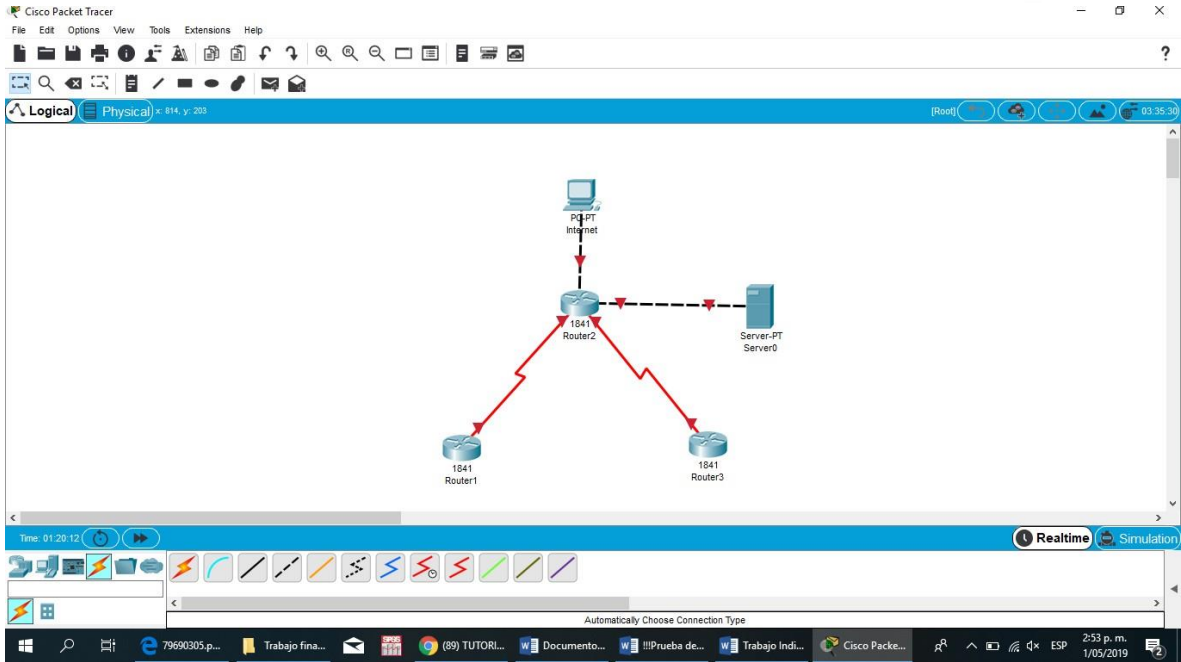 Cisco Packet Tracer
File Edit Options View Tools Extensions Help
?
Logical Physical x: 814, y: 203 [Root] 03:35:30
PC-PT
Internet
1841
Router2
Server-PT
Server0
1841
Router1
1841
Router3
Time: 01:20:12 Realtime Simulation
Automatically Choose Connection Type
79690305.p... Trabajo fina... SPSS (89) TUTORI... Documento... !!!Prueba de... Trabajo Indi... Cisco Packe... ESP 2:53 p. m.
1/05/2019 2